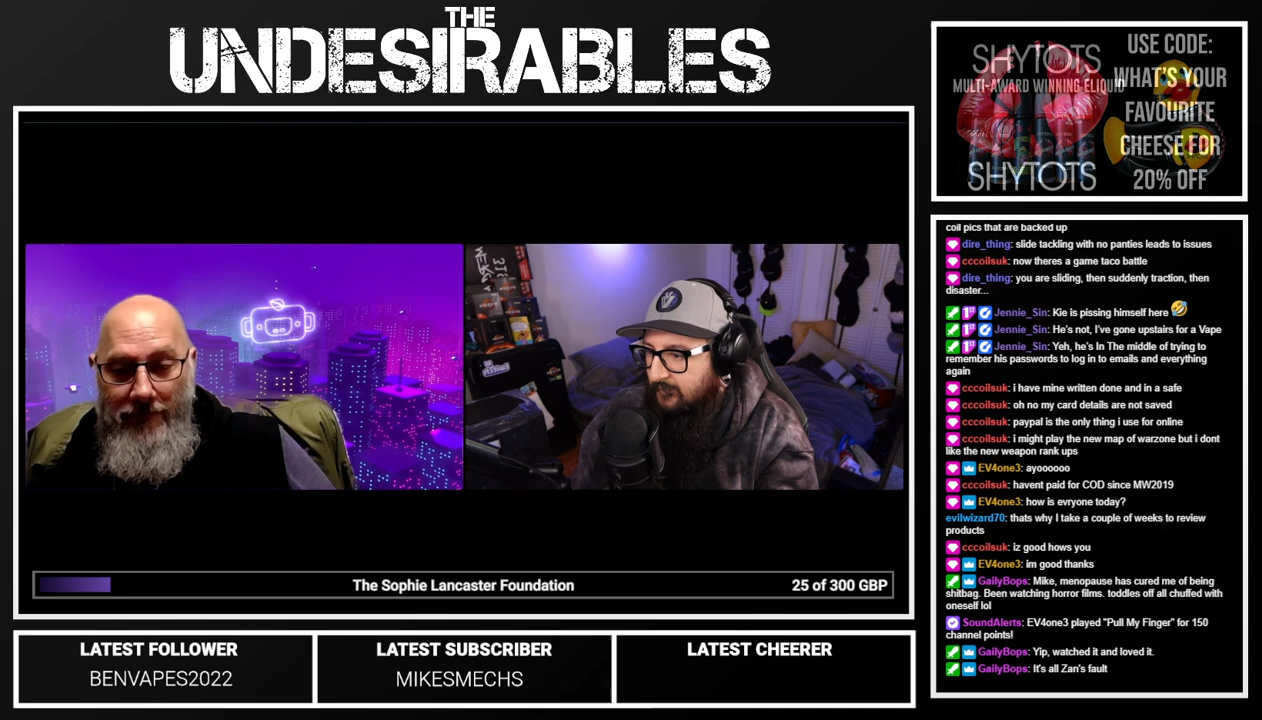 THE
UNDESIRABLES
SHYTOTS
MULTI-AWARD WINNING ELIQUID
SHYTOTS
USE CODE:
WHAT'S YOUR
FAVOURITE
CHEESE FOR
20% OFF
coil pics that are backed up
dire_thing: slide tackling with no panties leads to issues
cccoilsuk: now theres a game taco battle
dire_thing: you are sliding, then suddenly traction, then
disaster...
Jennie_Sin: Kie is pissing himself here 🤣
Jennie_Sin: He's not, I've gone upstairs for a Vape
Jennie_Sin: Yeh, he's In The middle of trying to
remember his passwords to log in to emails and everything
again
cccoilsuk: i have mine written done and in a safe
cccoilsuk: oh no my card details are not saved
cccoilsuk: paypal is the only thing i use for online
cccoilsuk: i might play the new map of warzone but i dont
like the new weapon rank ups
EV4one3: ayoooooo
cccoilsuk: havent paid for COD since MW2019
EV4one3: how is evryone today?
evilwizard70: thats why I take a couple of weeks to review
products
cccoilsuk: iz good hows you
EV4one3: im good thanks
GailyBops: Mike, menopause has cured me of being
shitbag. Been watching horror films. toddles off all chuffed with
oneself lol
SoundAlerts: EV4one3 played "Pull My Finger" for 150
channel points!
GailyBops: Yip, watched it and loved it.
GailyBops: It's all Zan's fault
The Sophie Lancaster Foundation
25 of 300 GBP
LATEST FOLLOWER
BENVAPES2022
LATEST SUBSCRIBER
MIKESMECHS
LATEST CHEERER